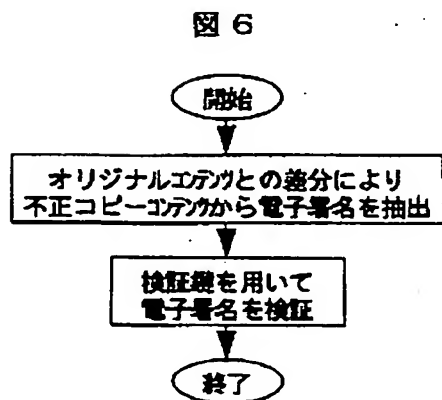 図 6
開始
オリジナルコンテンツとの差分により
不正コピーコンテンツから電子署名を抽出
検証鍵を用いて
電子署名を検証
終了